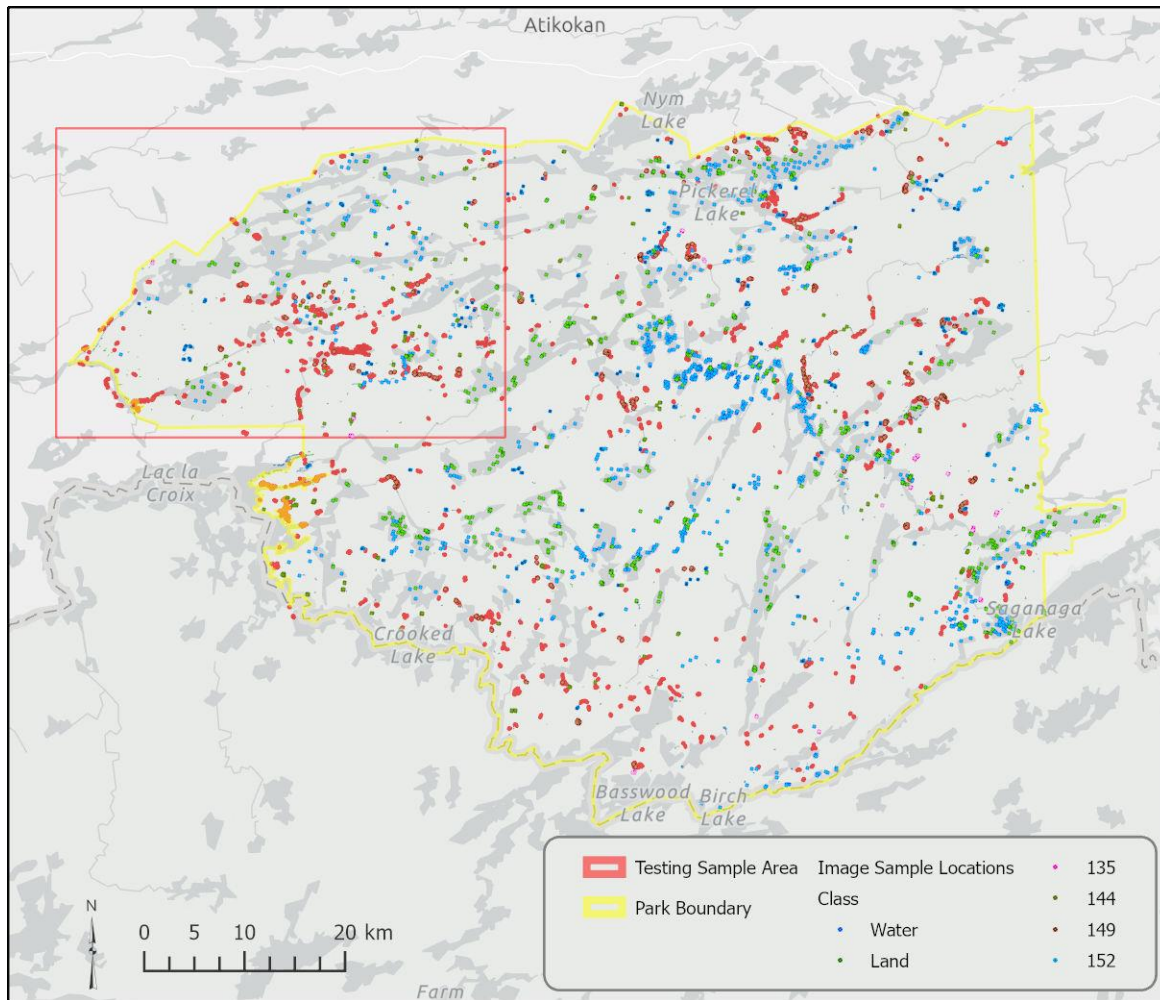 Atikokan
Nym
Lake
Pickerel
Lake
Lac la
Croix
Crooked
Lake
Saganaga
Lake
Basswood
Lake
Birch
Lake
Farm
N
0 5 10 20 km
Testing Sample Area
Park Boundary
Image Sample Locations
Class
Water
Land
135
144
149
152